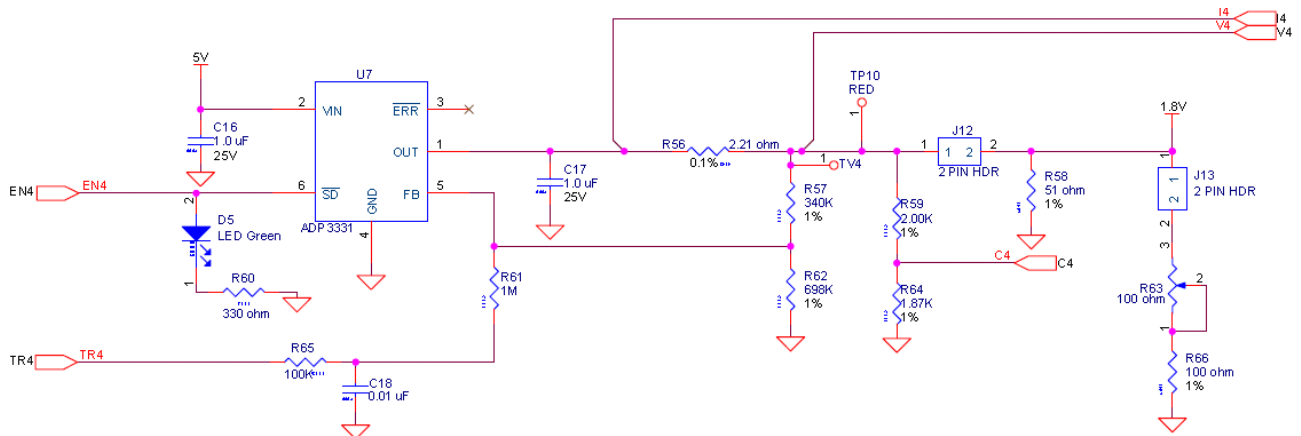 I4
I4
V4
V4
5V
U7
TP10
RED
1
1.8V
2
VIN
ERR
3
C16
1.0 uF
25V
OUT
1
R56
2.21 ohm
0.1%
J12
1
1 2
2
2 PIN HDR
1
TV4
1
1
2
J13
2 PIN HDR
2
C17
1.0 uF
25V
R57
340K
1%
R58
51 ohm
1%
EN4
EN4
6
SD
FB
5
GND
4
ADP3331
2
D5
LED Green
1
R59
2.00K
1%
R60
330 ohm
R61
1M
R62
698K
1%
C4
C4
R64
1.87K
1%
3
R63
100 ohm
2
1
TR4
TR4
R65
100K
C18
0.01 uF
R66
100 ohm
1%